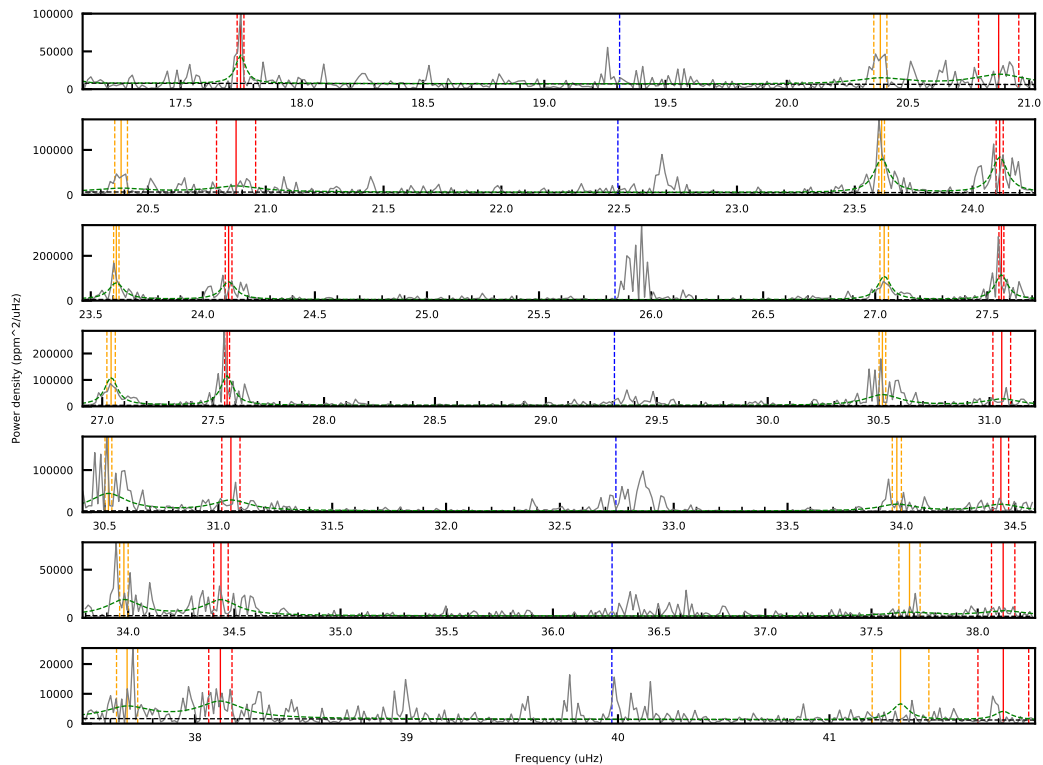 100000
50000
0
17.5 18.0 18.5 19.0 19.5 20.0 20.5 21.0
100000
0
20.5 21.0 21.5 22.0 22.5 23.0 23.5 24.0
200000
0
23.5 24.0 24.5 25.0 25.5 26.0 26.5 27.0 27.5
200000
100000
0
27.0 27.5 28.0 28.5 29.0 29.5 30.0 30.5 31.0
Power density (ppm^2/uHz)
100000
0
30.5 31.0 31.5 32.0 32.5 33.0 33.5 34.0 34.5
50000
0
34.0 34.5 35.0 35.5 36.0 36.5 37.0 37.5 38.0
20000
10000
0
38 39 40 41
Frequency (uHz)